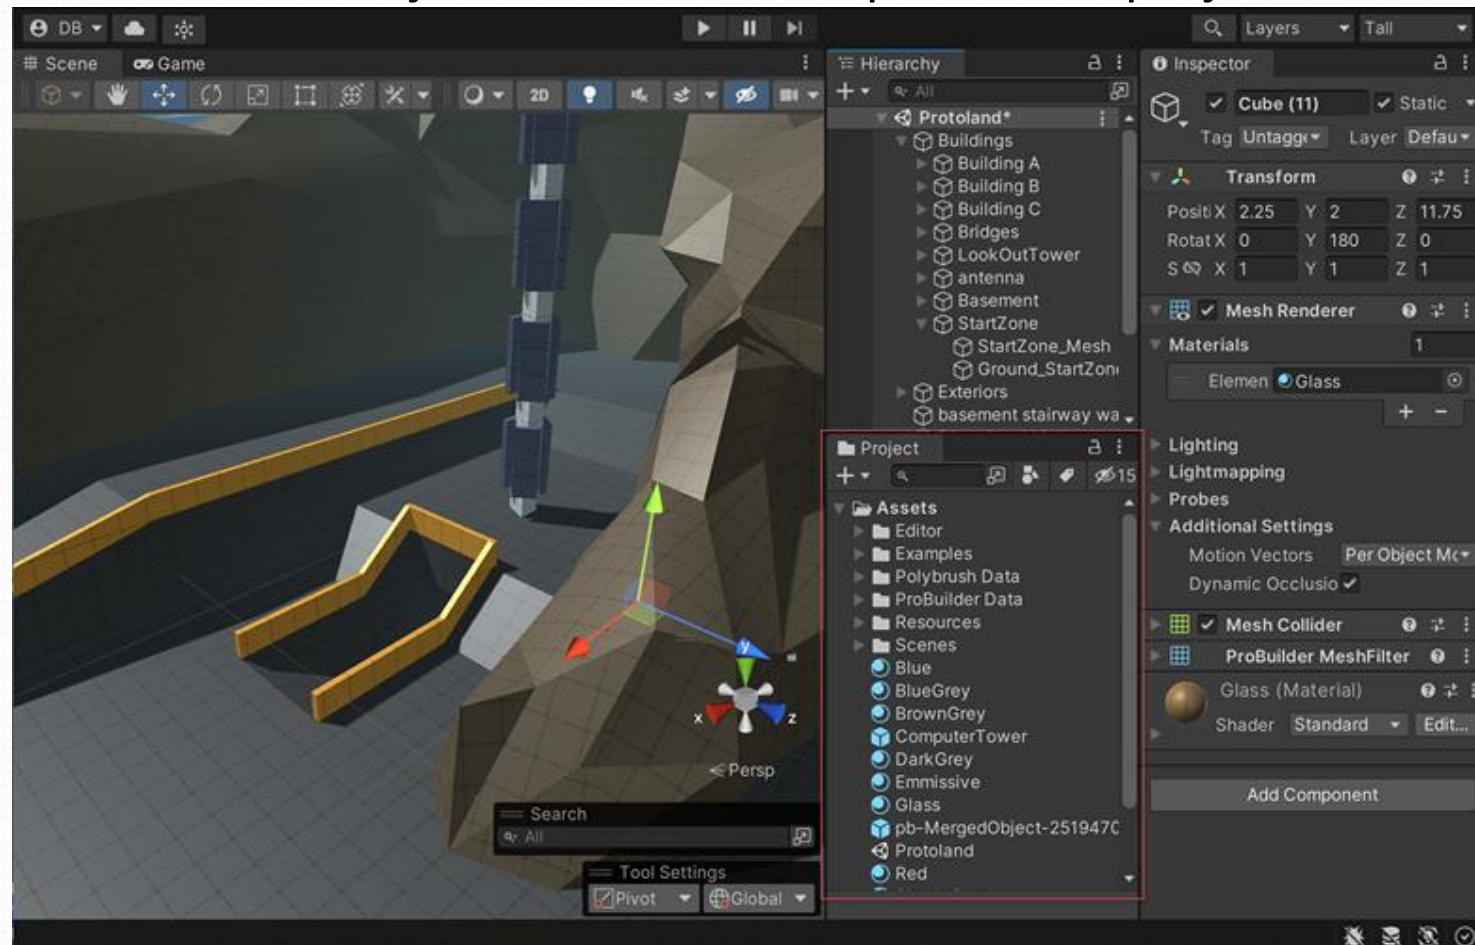 DB
Layers
Tall
Scene
Game
2D
Persp
Search
All
Tool Settings
Pivot
Global
Hierarchy
All
Protoland*
Buildings
Building A
Building B
Building C
Bridges
LookOutTower
antenna
Basement
StartZone
StartZone_Mesh
Ground_StartZon
Exteriors
basement stairway wa
Project
15
Assets
Editor
Examples
Polybrush Data
ProBuilder Data
Resources
Scenes
Blue
BlueGrey
BrownGrey
ComputerTower
DarkGrey
Emmissive
Glass
pb-MergedObject-2519470
Protoland
Red
Inspector
Cube (11)
Static
Tag Untagge Layer Defau
Transform
Positi X 2.25 Y 2 Z 11.75
Rotat X 0 Y 180 Z 0
S X 1 Y 1 Z 1
Mesh Renderer
Materials 1
Elemen Glass
+ -
Lighting
Lightmapping
Probes
Additional Settings
Motion Vectors Per Object Mo
Dynamic Occlusio
Mesh Collider
ProBuilder MeshFilter
Glass (Material)
Shader Standard Edit...
Add Component
x y z